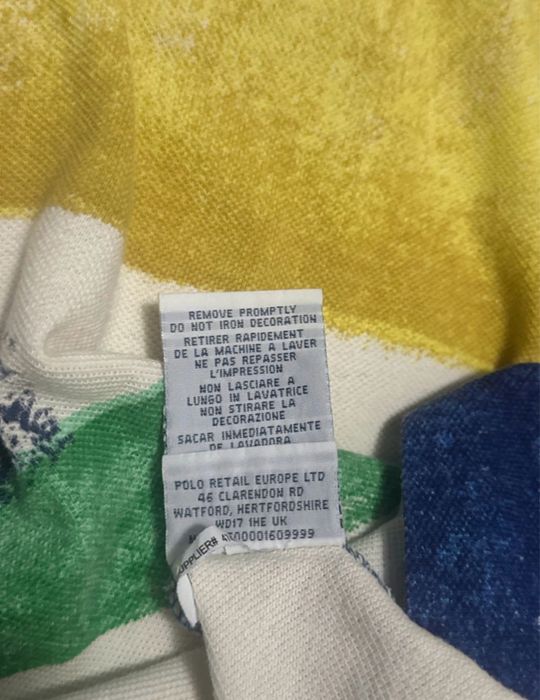 REMOVE PROMPTLY
DO NOT IRON DECORATION
RETIRER RAPIDEMENT
DE LA MACHINE A LAVER
NE PAS REPASSER
L'IMPRESSION
NON LASCIARE A
LUNGO IN LAVATRICE
NON STIRARE LA
DECORAZIONE
SACAR INMEDIATAMENTE
DE LAVADORA
POLO RETAIL EUROPE LTD
46 CLARENDON RD
WATFORD, HERTFORDSHIRE
WD17 1HE UK
00001609999
SUPPLIER#